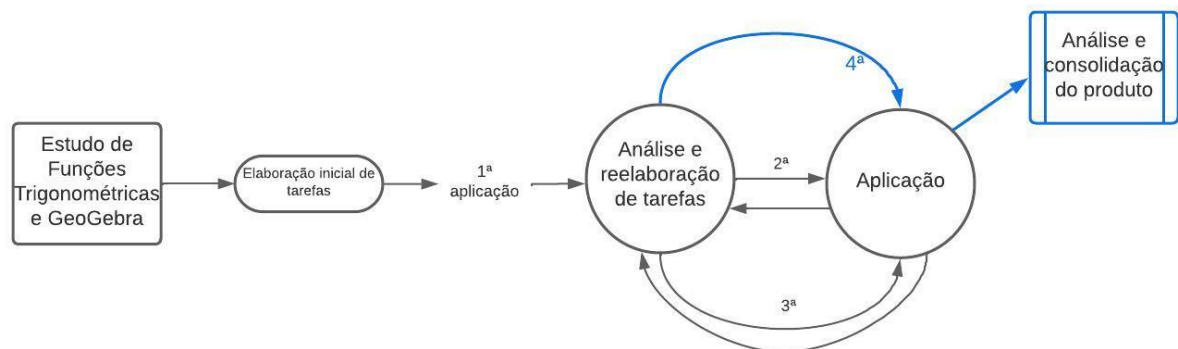 Estudo de
Funções
Trigonométricas
e GeoGebra
Elaboração inicial de
tarefas
1ª
aplicação
Análise e
reelaboração
de tarefas
2ª
3ª
4ª
Aplicação
Análise e
consolidação
do produto